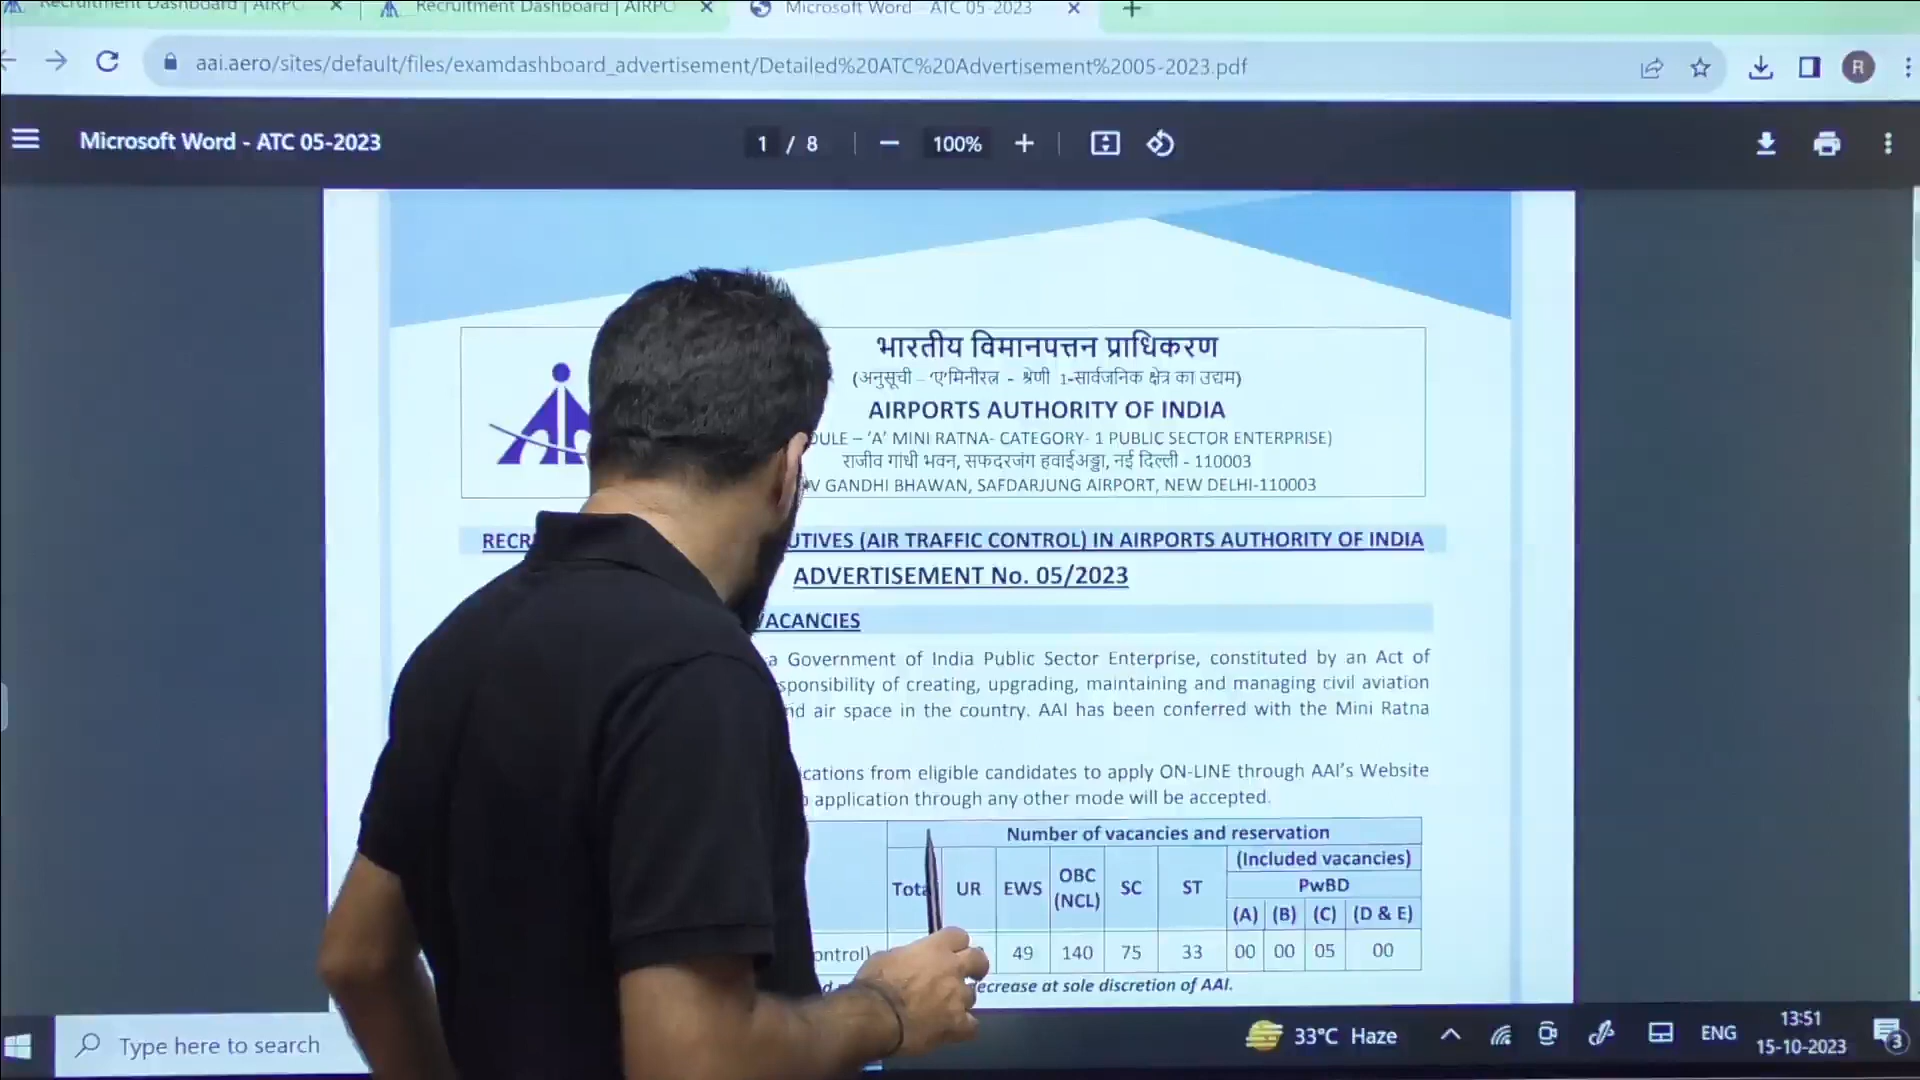 Recruitment Dashboard | AIRPO
Recruitment Dashboard | AIRPO
Microsoft Word - ATC 05-2023
aai.aero/sites/default/files/examdashboard_advertisement/Detailed%20ATC%20Advertisement%2005-2023.pdf
R
Microsoft Word - ATC 05-2023
1 / 8
100%
भारतीय विमानपत्तन प्राधिकरण
(अनुसूची – ‘ए’मिनीरत्न - श्रेणी 1-सार्वजनिक क्षेत्र का उद्यम)
AIRPORTS AUTHORITY OF INDIA
DULE – ‘A’ MINI RATNA- CATEGORY- 1 PUBLIC SECTOR ENTERPRISE)
राजीव गांधी भवन, सफदरजंग हवाईअड्डा, नई दिल्ली - 110003
V GANDHI BHAWAN, SAFDARJUNG AIRPORT, NEW DELHI-110003
RECR UTIVES (AIR TRAFFIC CONTROL) IN AIRPORTS AUTHORITY OF INDIA
ADVERTISEMENT No. 05/2023
VACANCIES
a Government of India Public Sector Enterprise, constituted by an Act of
sponsibility of creating, upgrading, maintaining and managing civil aviation
nd air space in the country. AAI has been conferred with the Mini Ratna
ications from eligible candidates to apply ON-LINE through AAI’s Website
application through any other mode will be accepted.
Number of vacancies and reservation
(Included vacancies)
PwBD
Tota UR EWS OBC (NCL) SC ST
(A) (B) (C) (D & E)
ontrol) 49 140 75 33 00 00 05 00
ecrease at sole discretion of AAI.
Type here to search
33°C Haze
ENG
13:51
15-10-2023
3